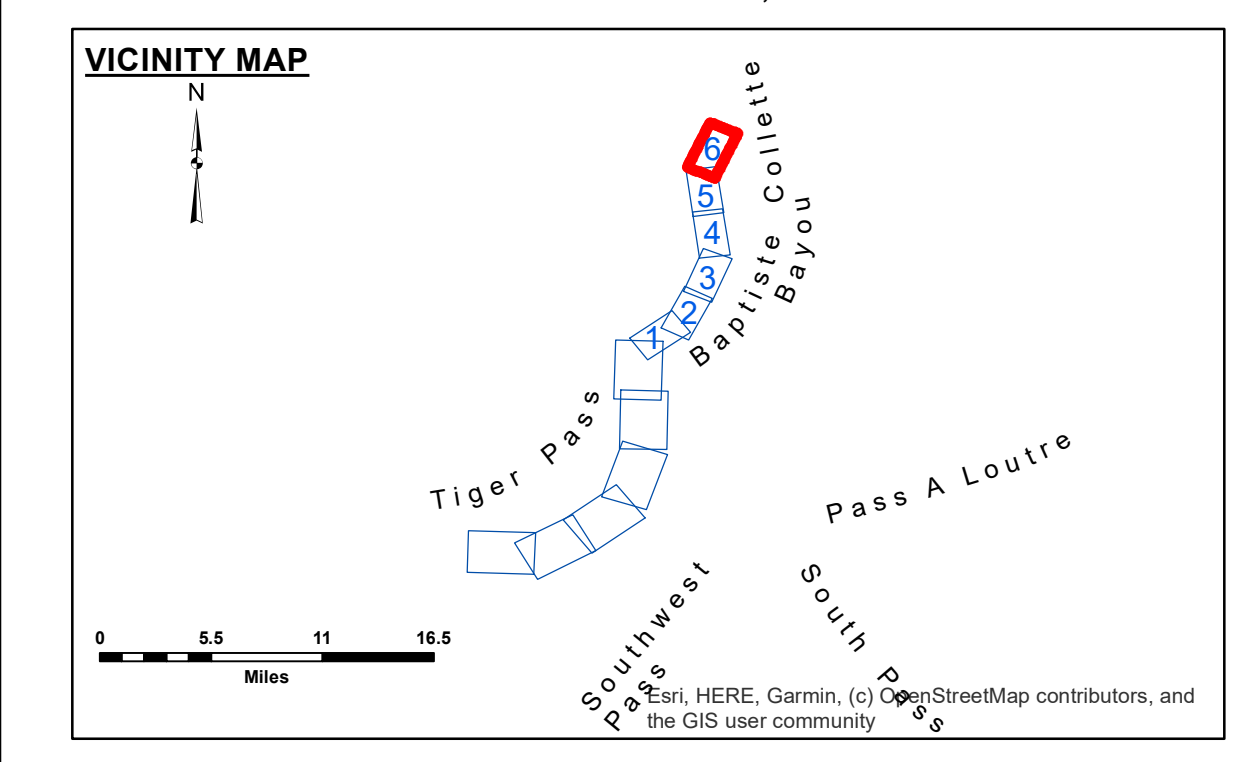 VICINITY MAP
N
6
5
4
3
2
1
Baptiste Collette
Bayou
Tiger Pass
Pass A Loutre
Southwest
Pass
South Pass
0 5.5 11 16.5
Miles
Esri, HERE, Garmin, (c) OpenStreetMap contributors, and
the GIS user community